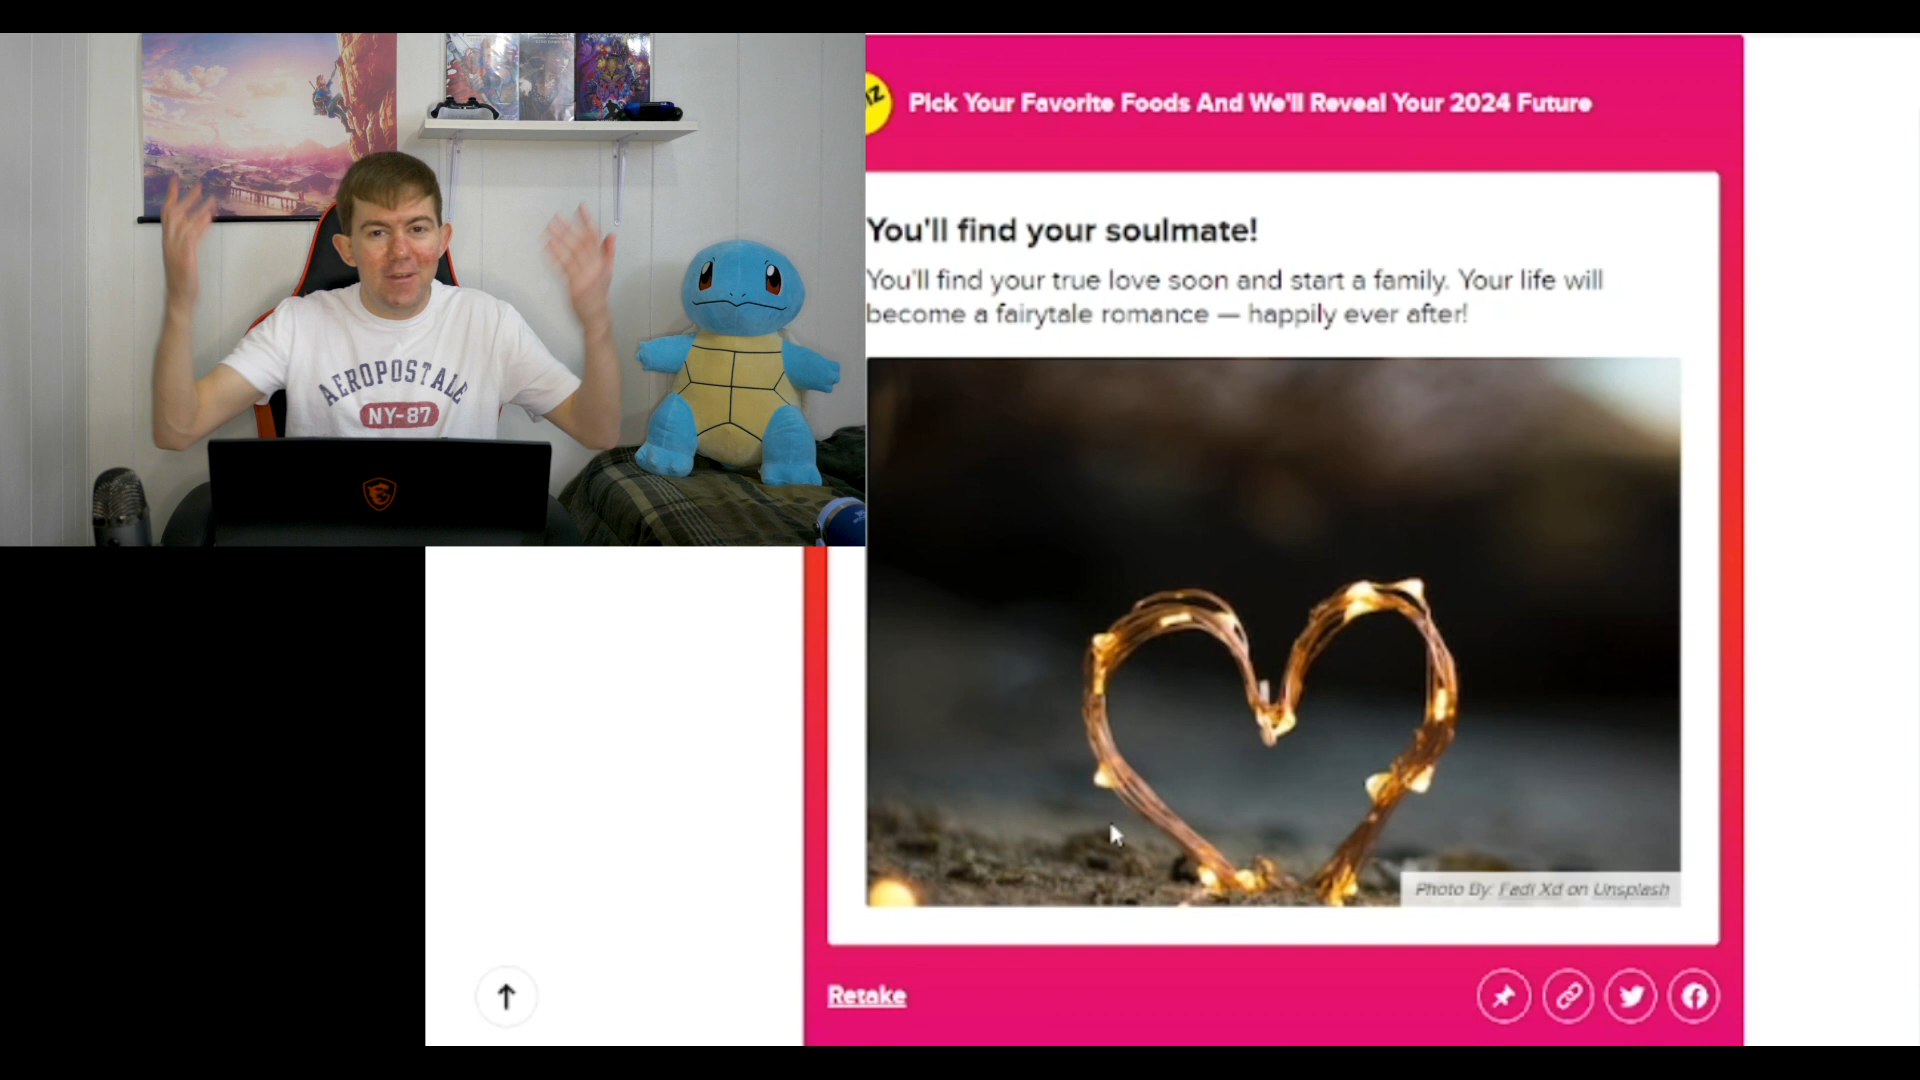 IZ
Pick Your Favorite Foods And We'll Reveal Your 2024 Future
You'll find your soulmate!
You'll find your true love soon and start a family. Your life will
become a fairytale romance — happily ever after!
AEROPOSTALE
NY-87
Photo By: Fadi Xd on Unsplash
Retake